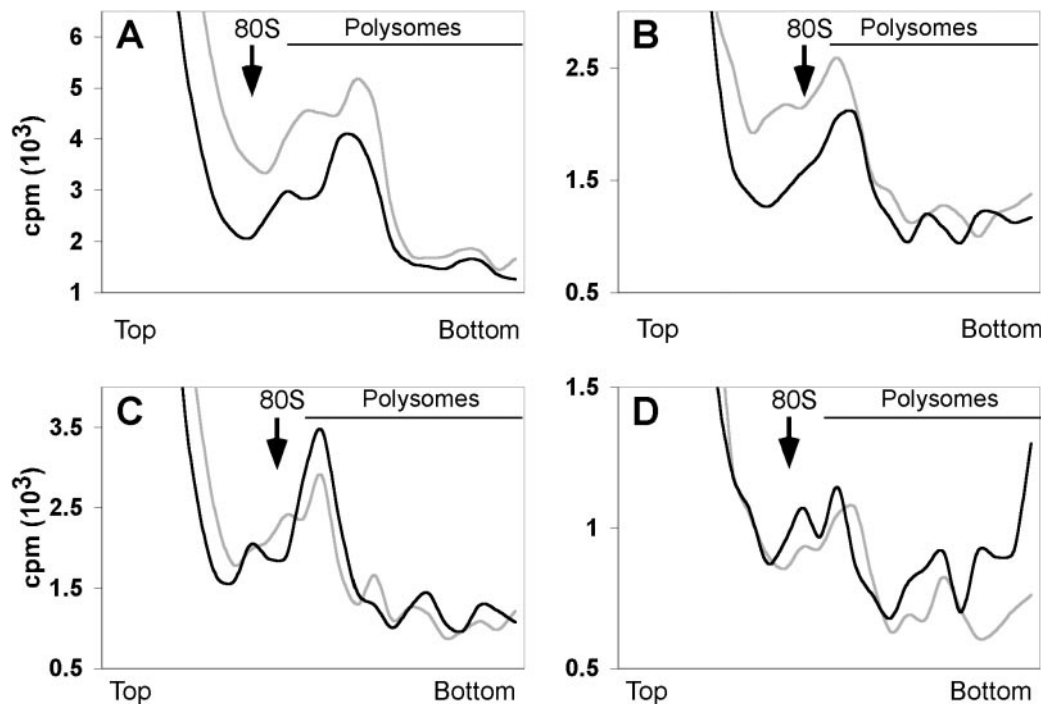 A
80S
Polysomes
cpm (10³)
6
5
4
3
2
1
Top
Bottom
B
80S
Polysomes
2.5
1.5
0.5
Top
Bottom
C
80S
Polysomes
cpm (10³)
3.5
2.5
1.5
0.5
Top
Bottom
D
80S
Polysomes
1.5
1
0.5
Top
Bottom